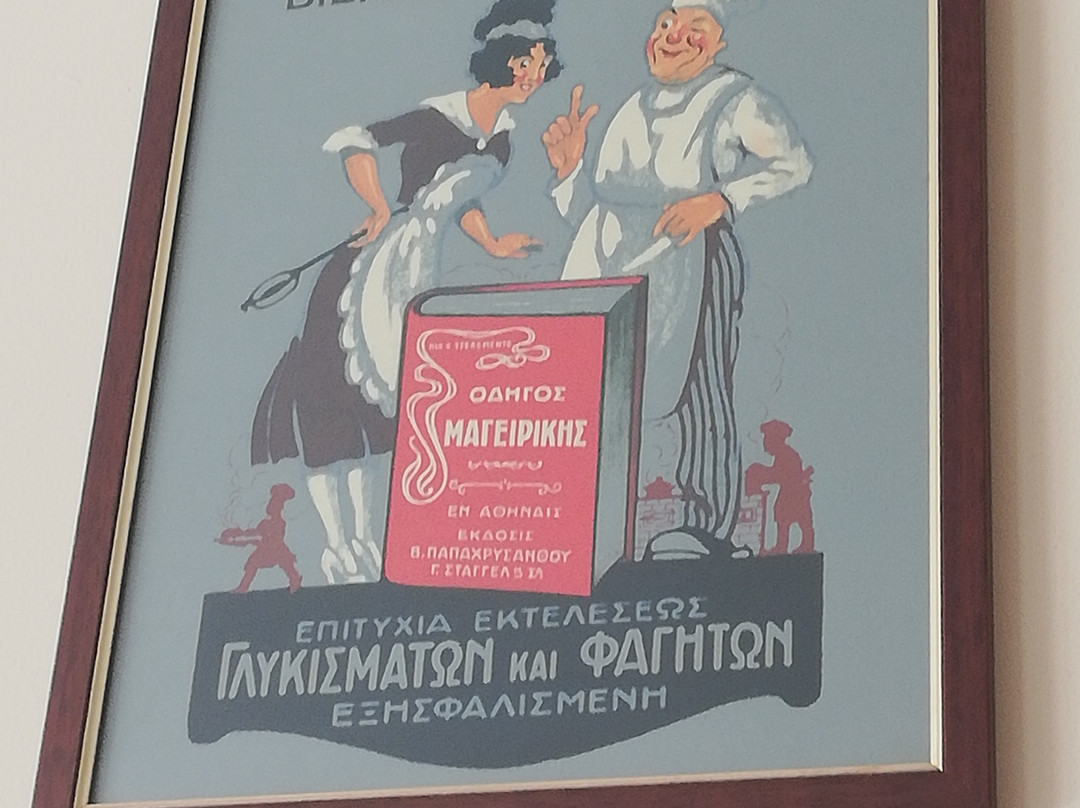 ΟΔΗΓΟΣ
ΜΑΓΕΙΡΙΚΗΣ
ΕΝ ΑΘΗΝΑΙΣ
ΕΚΔΟΣΙΣ
Β. ΠΑΠΑΧΡΥΣΑΝΘΟΥ
ΕΠΙΤΥΧΙΑ ΕΚΤΕΛΕΣΕΩΣ
ΓΛΥΚΙΣΜΑΤΩΝ ΚΑΙ ΦΑΓΗΤΩΝ
ΕΞΗΣΦΑΛΙΣΜΕΝΗ